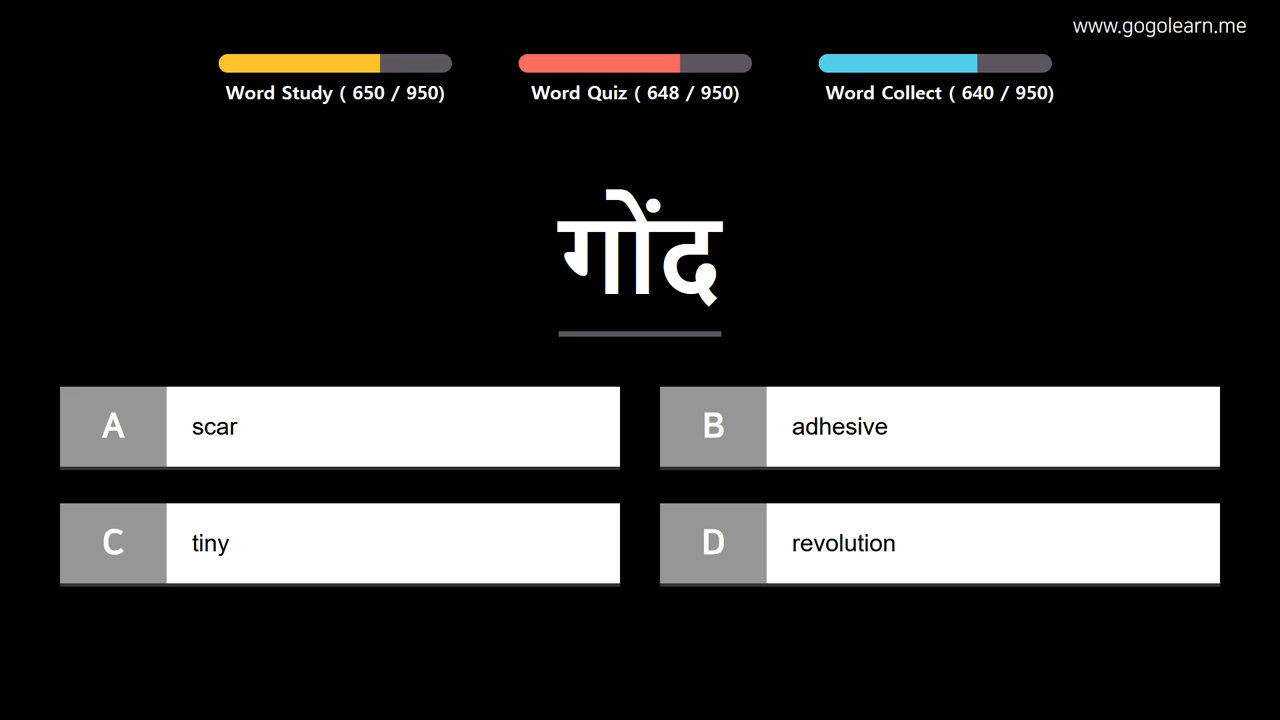 www.gogolearn.me
Word Study ( 650 / 950)
Word Quiz ( 648 / 950)
Word Collect ( 640 / 950)
गोंद
A scar
B adhesive
C tiny
D revolution